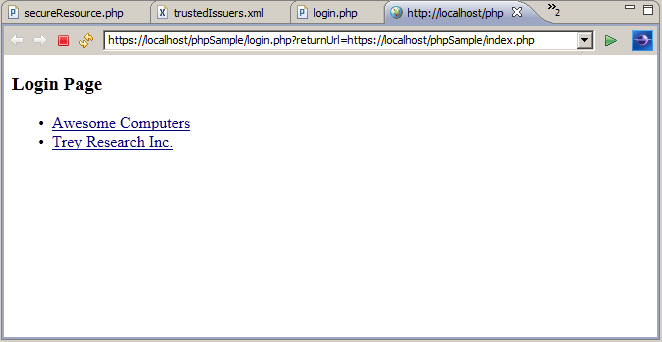 secureResource.php trustedIssuers.xml login.php http://localhost/php »2
https://localhost/phpSample/login.php?returnUrl=https://localhost/phpSample/index.php
Login Page
• Awesome Computers
• Trey Research Inc.